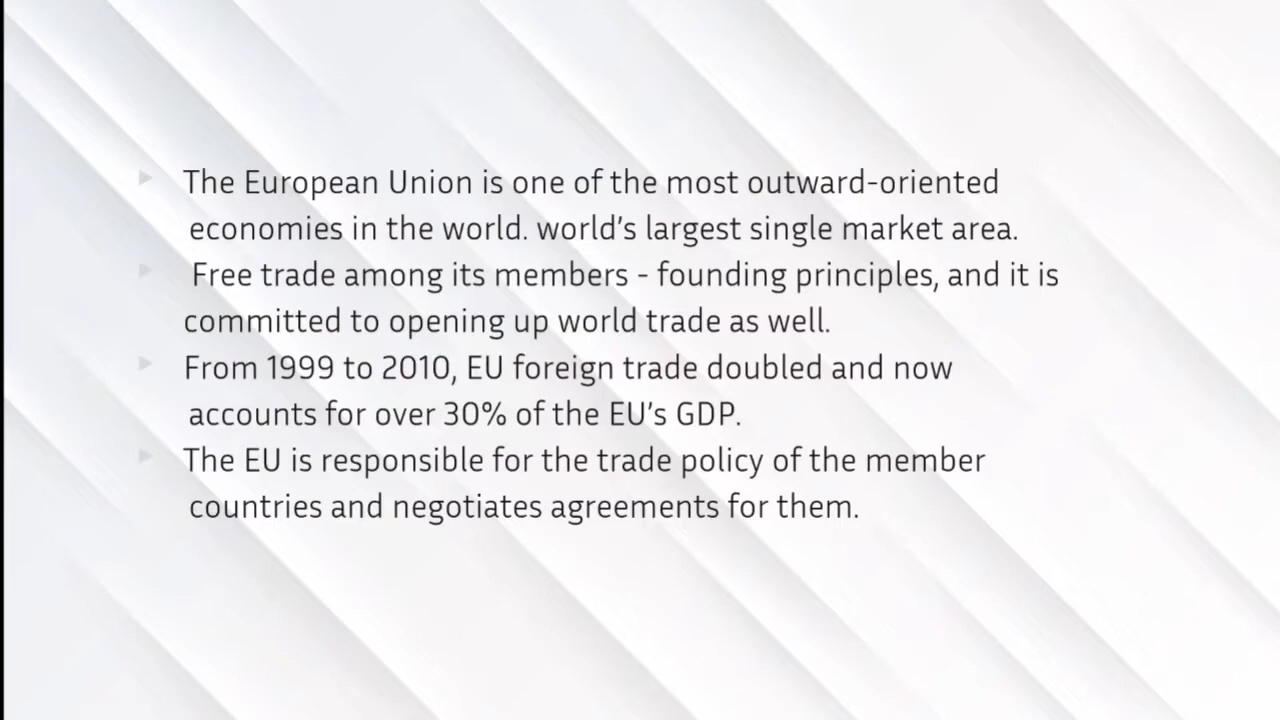 The European Union is one of the most outward-oriented
economies in the world. world's largest single market area.
Free trade among its members - founding principles, and it is
committed to opening up world trade as well.
From 1999 to 2010, EU foreign trade doubled and now
accounts for over 30% of the EU's GDP.
The EU is responsible for the trade policy of the member
countries and negotiates agreements for them.